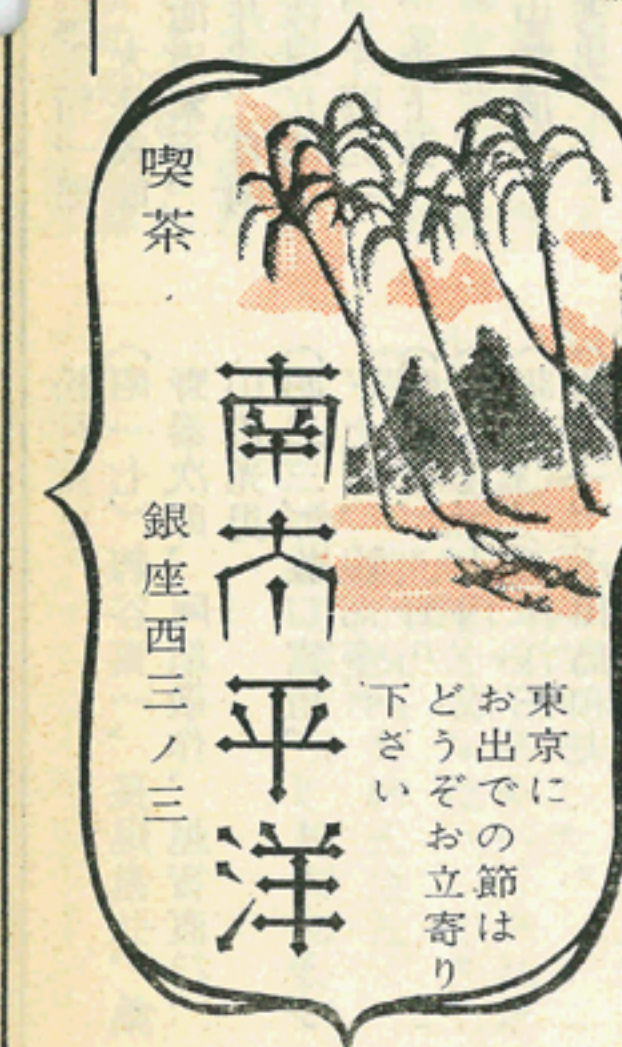 東京に
お出での節は
どうぞお立寄り
下さい
南太平洋
喫茶
銀座西三ノ三